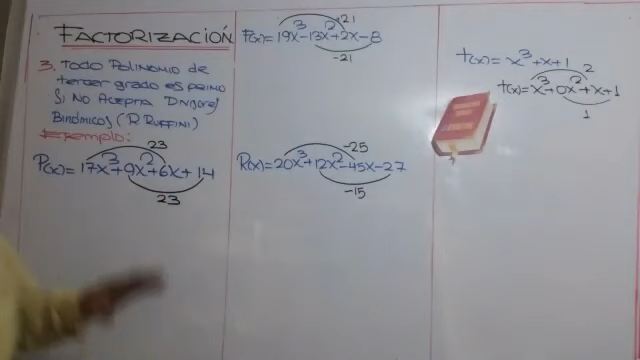 FACTORIZACIÓN
3. TODO POLINOMIO DE
tercer grado es primo
Si NO ACEPTA Divisores
Binómicos (P. RUFFINI)
Exemplo:
23
P(x)= 17x³+9x²+6x+14
23
+21
F(x)= 19x³-13x²+2x-8
-21
-25
R(x)= 20x³+12x²-45x-27
-15
t(x)= x³+x+1
2
t(x)= x³+0x²+x+1
1